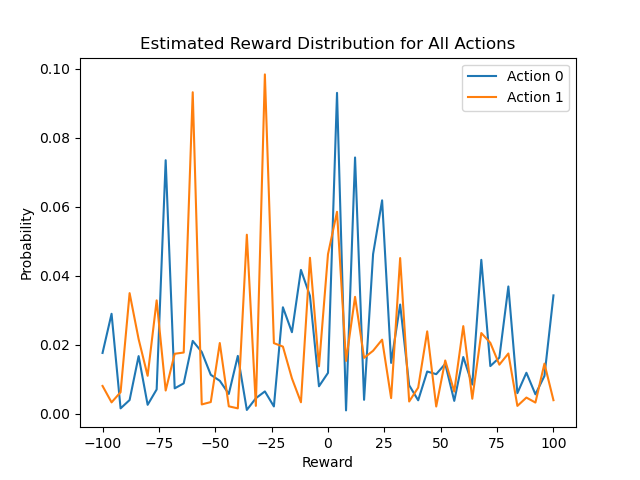 Estimated Reward Distribution for All Actions
Action 0
Action 1
Probability
0.10
0.08
0.06
0.04
0.02
0.00
−100 −75 −50 −25 0 25 50 75 100
Reward